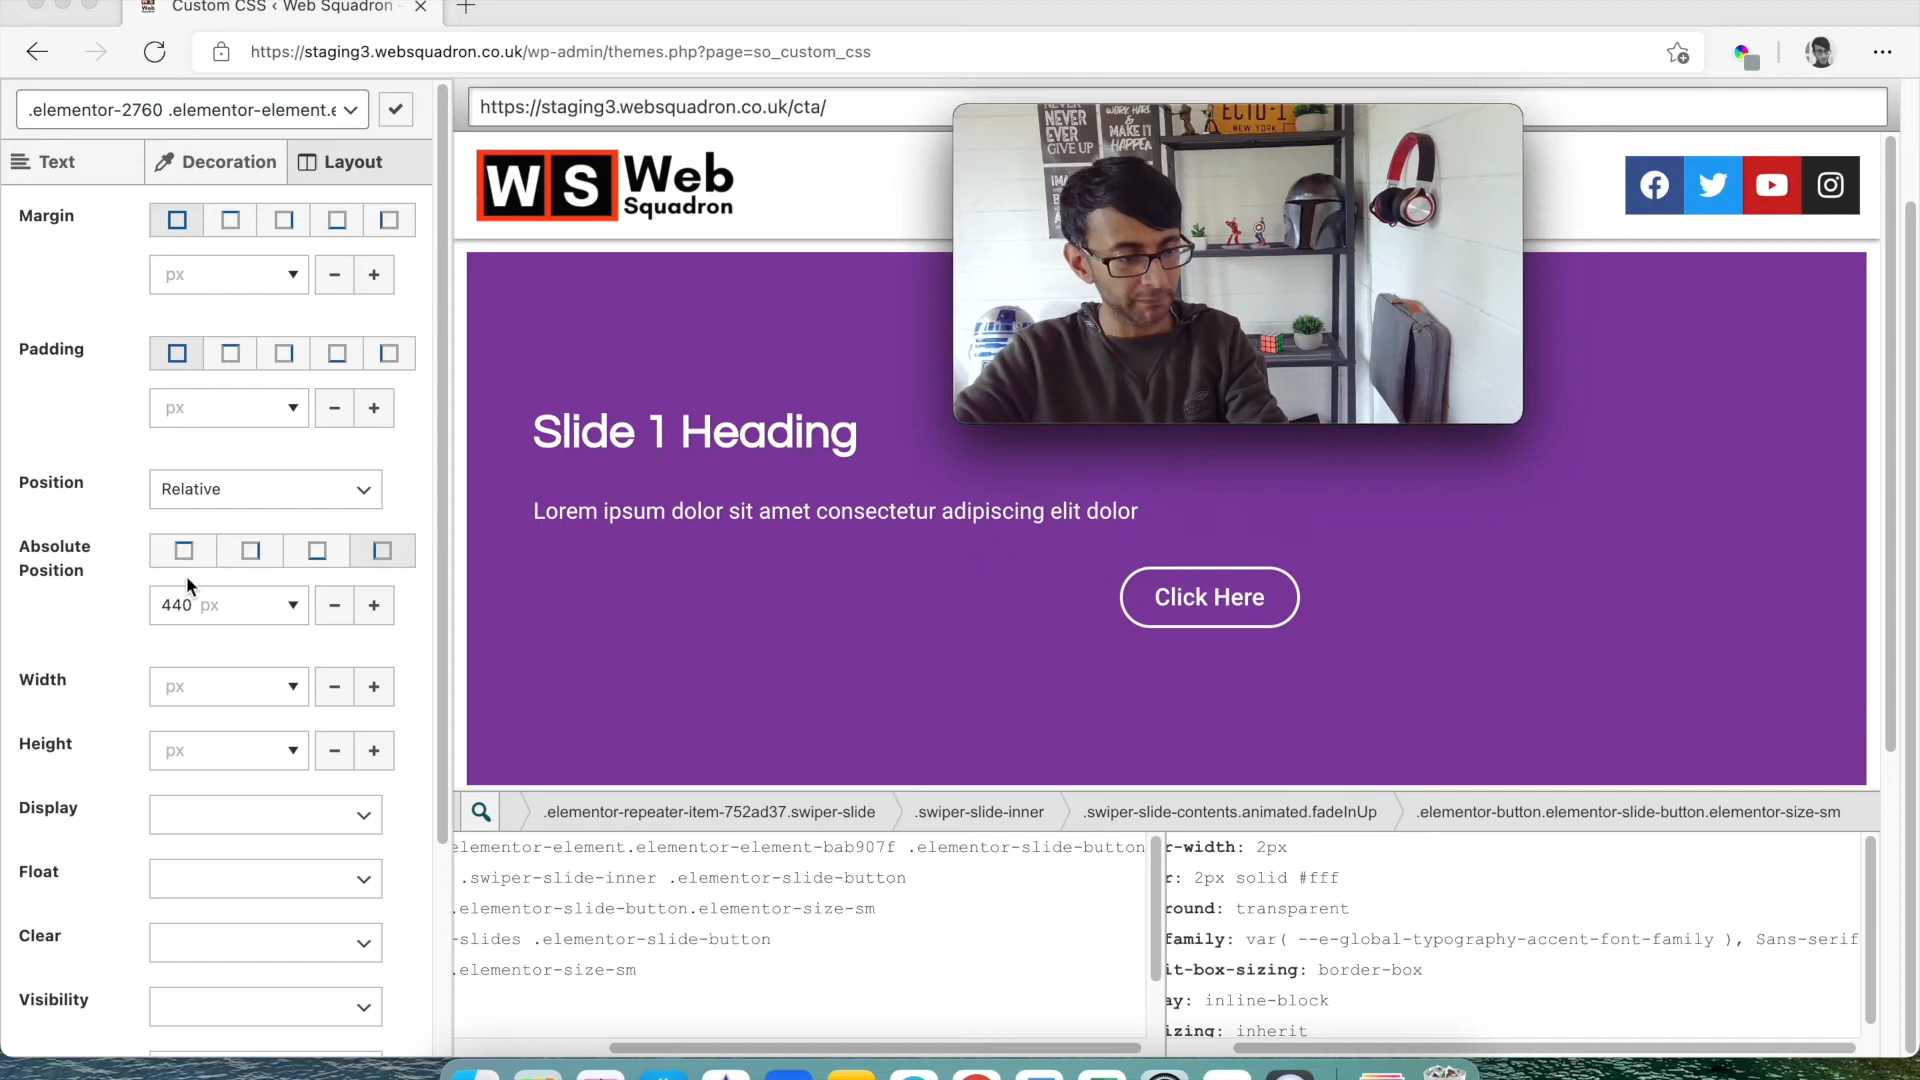 Custom CSS ‹ Web Squadron
https://staging3.websquadron.co.uk/wp-admin/themes.php?page=so_custom_css
.elementor-2760 .elementor-element.e
https://staging3.websquadron.co.uk/cta/
Text
Decoration
Layout
Margin
px
Padding
px
Position
Relative
Absolute
Position
440 px
Width
px
Height
px
Display
Float
Clear
Visibility
W S Web
Squadron
NEVER
NEVER
EVER
GIVE UP
WORK HARD
&
MAKE IT
HAPPEN
ECTO-1
NEW YORK
Slide 1 Heading
Lorem ipsum dolor sit amet consectetur adipiscing elit dolor
Click Here
.elementor-repeater-item-752ad37.swiper-slide
.swiper-slide-inner
.swiper-slide-contents.animated.fadeInUp
.elementor-button.elementor-slide-button.elementor-size-sm
elementor-element.elementor-element-bab907f .elementor-slide-button
.swiper-slide-inner .elementor-slide-button
.elementor-slide-button.elementor-size-sm
-slides .elementor-slide-button
.elementor-size-sm
r-width: 2px
r: 2px solid #fff
round: transparent
family: var( --e-global-typography-accent-font-family ), Sans-serif
it-box-sizing: border-box
ay: inline-block
izing: inherit